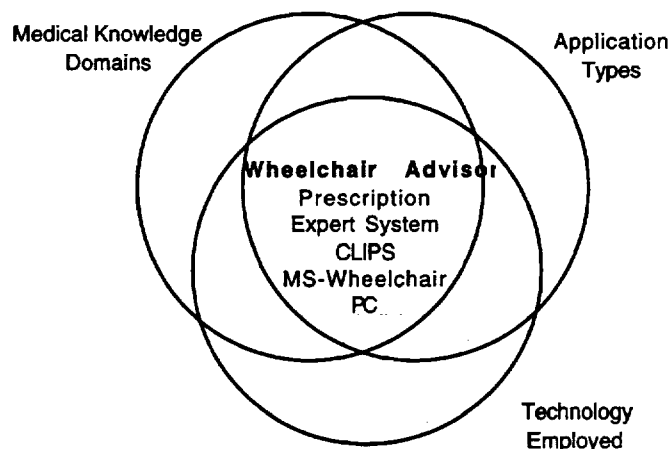 Medical Knowledge
Domains
Application
Types
Wheelchair Advisor
Prescription
Expert System
CLIPS
MS-Wheelchair
PC
Technology
Employed